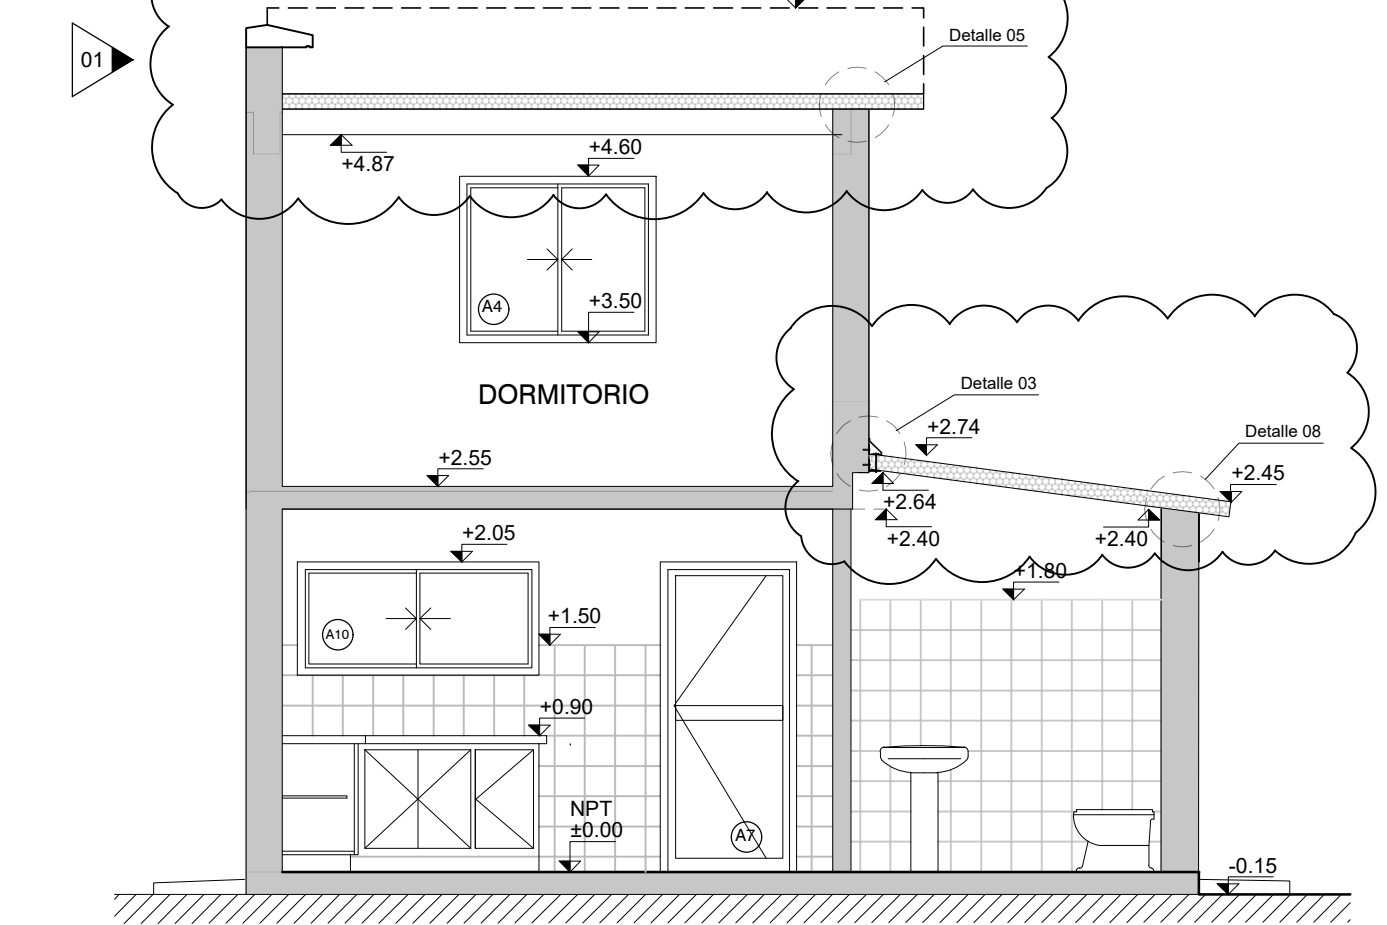 Detalle 05
01
+4.60
+4.87
A4
+3.50
DORMITORIO
Detalle 03
+2.74
Detalle 08
+2.55
+2.45
+2.64
+2.05
+2.40
+2.40
+1.80
A10
+1.50
+0.90
NPT
±0.00
A7
-0.15